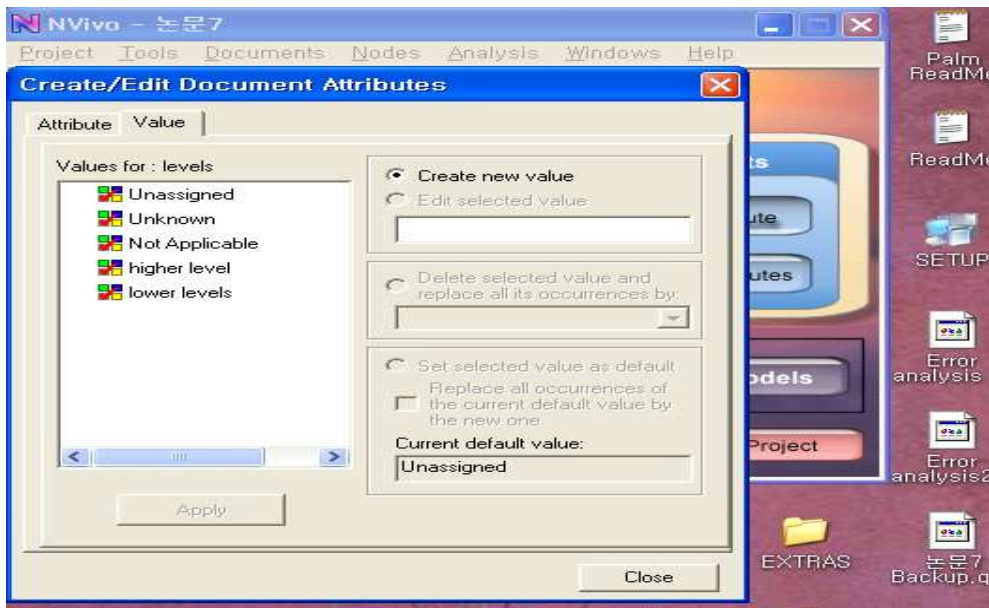 NVivo - 논문7
Project Tools Documents Nodes Analysis Windows Help
Create/Edit Document Attributes
Attribute
Value
Values for : levels
Unassigned
Unknown
Not Applicable
higher level
lower levels
Create new value
Edit selected value
Delete selected value and
replace all its occurrences by:
Set selected value as default
Replace all occurrences of
the current default value by
the new one
Current default value:
Unassigned
Apply
Close
ts
ute
utes
odels
Project
Palm
ReadMe
ReadMe
SETUP
Error
analysis
Error
analysis2
EXTRAS
논문7
Backup.q